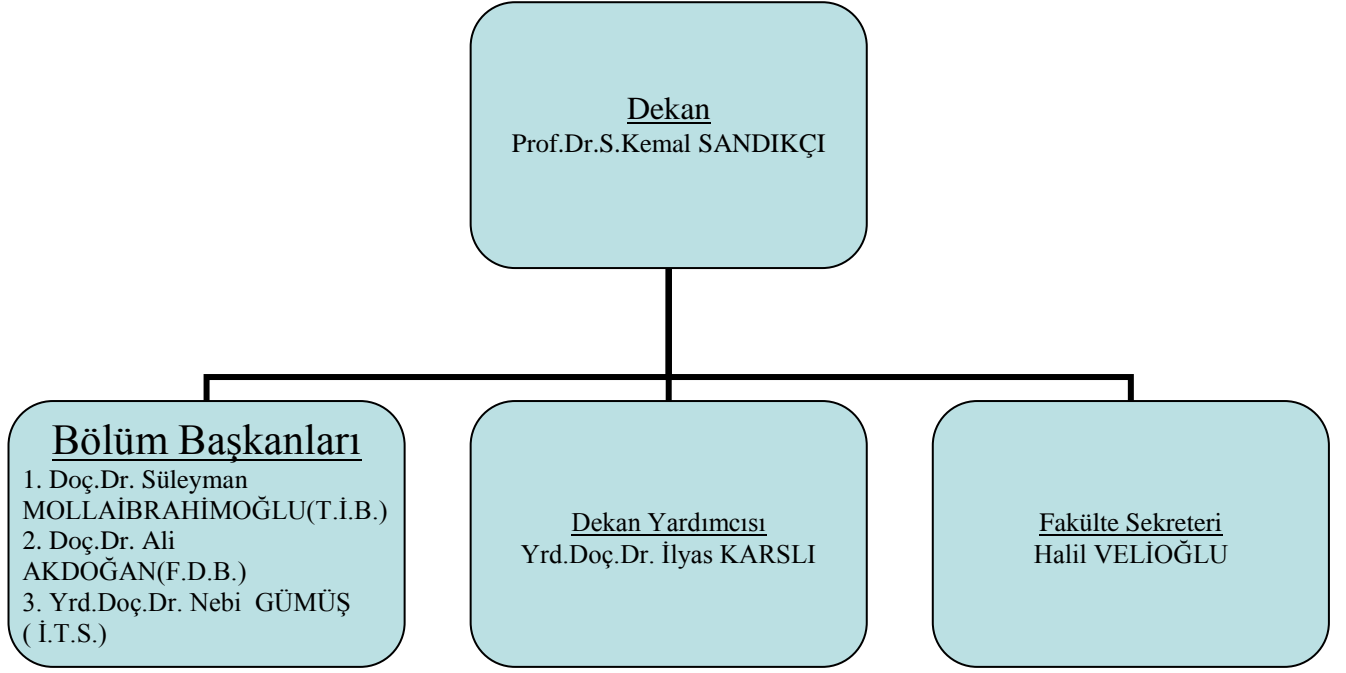 Dekan
Prof.Dr.S.Kemal SANDIKÇI
Bölüm Başkanları
1. Doç.Dr. Süleyman
MOLLAİBRAHİMOĞLU(T.İ.B.)
2. Doç.Dr. Ali
AKDOĞAN(F.D.B.)
3. Yrd.Doç.Dr. Nebi  GÜMÜŞ
( İ.T.S.)
Dekan Yardımcısı
Yrd.Doç.Dr. İlyas KARSLI
Fakülte Sekreteri
Halil VELİOĞLU